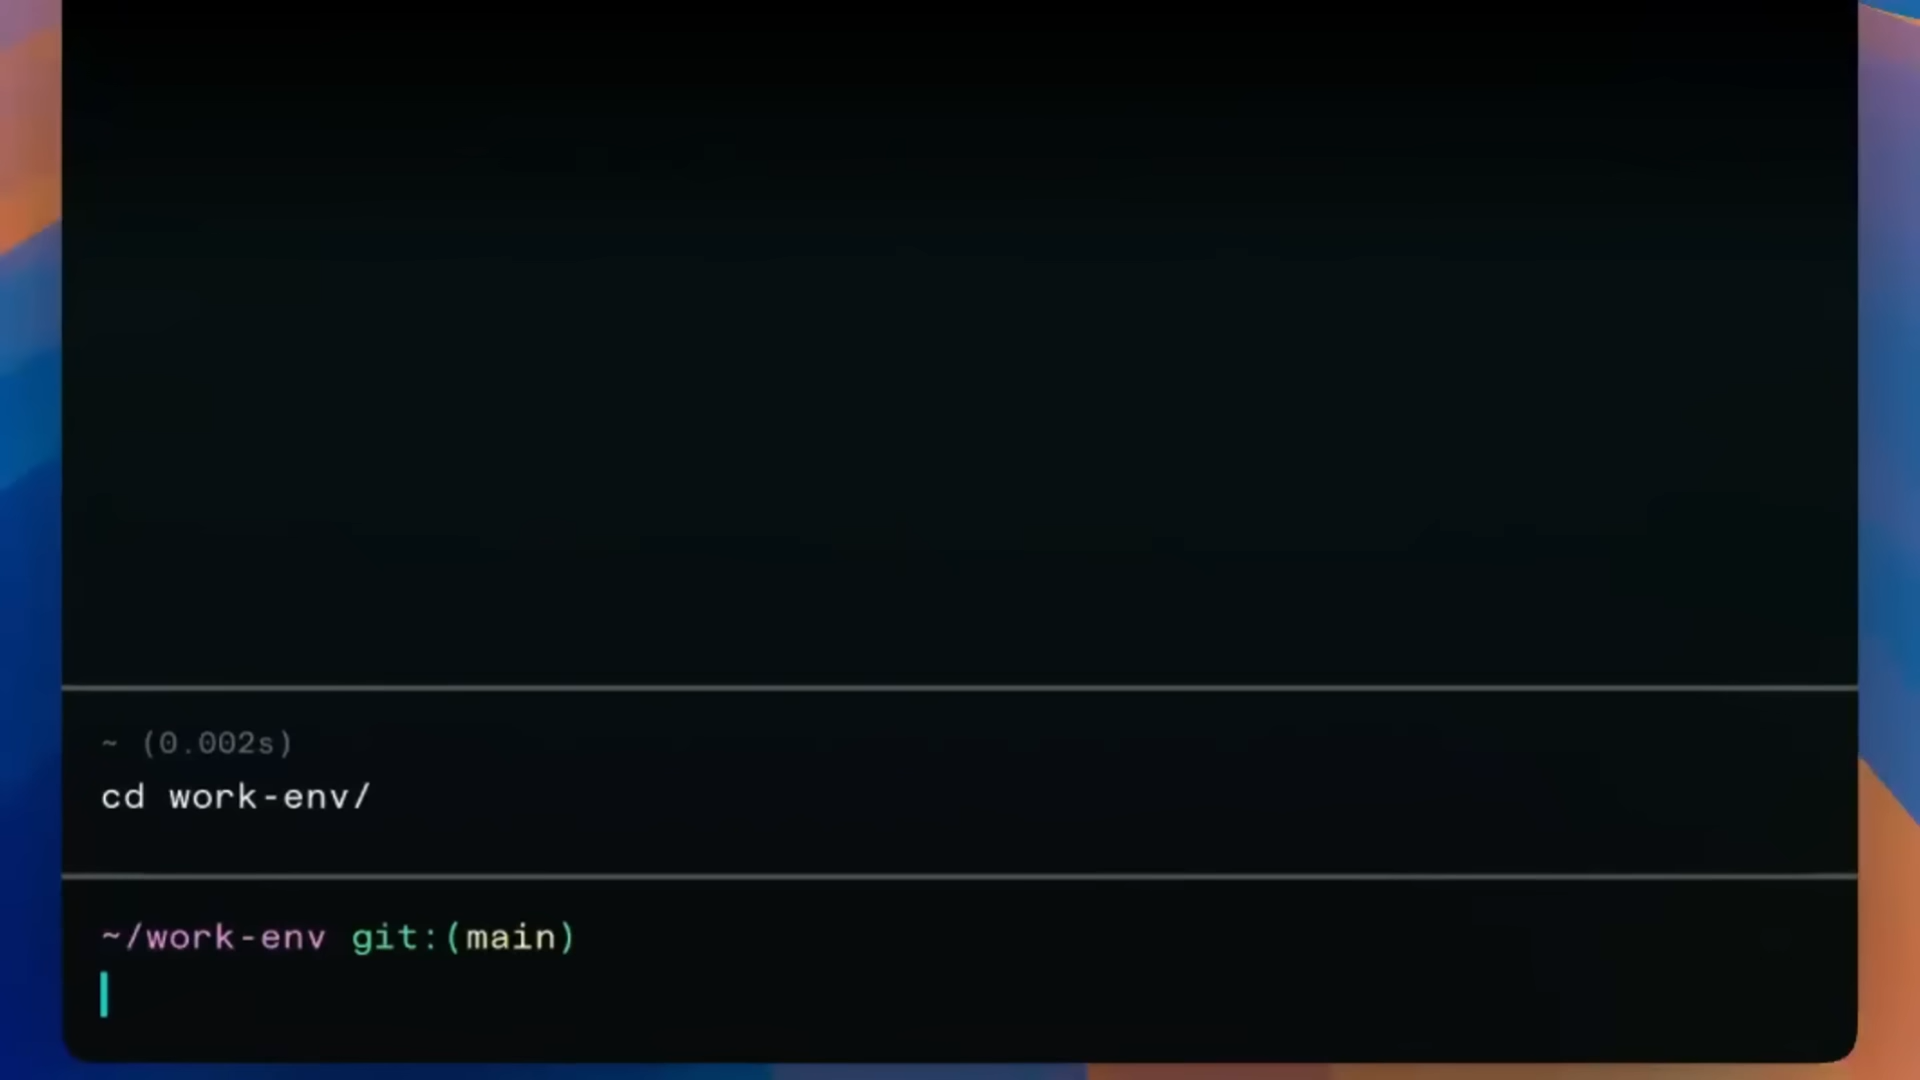 ~ (0.002s)
cd work-env/
~/work-env git:(main)